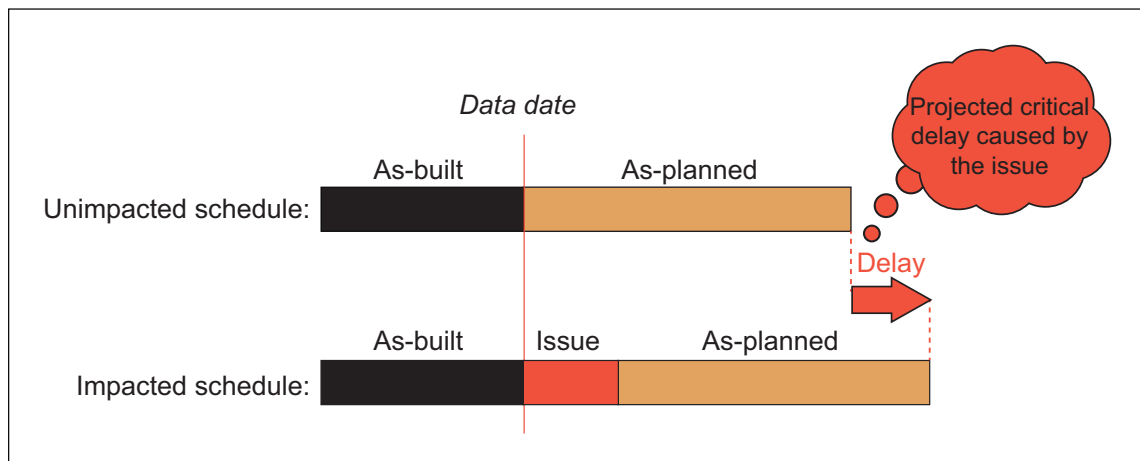 Data date
Projected critical
delay caused by
the issue
As-built As-planned
Unimpacted schedule:
Delay
As-built Issue As-planned
Impacted schedule: